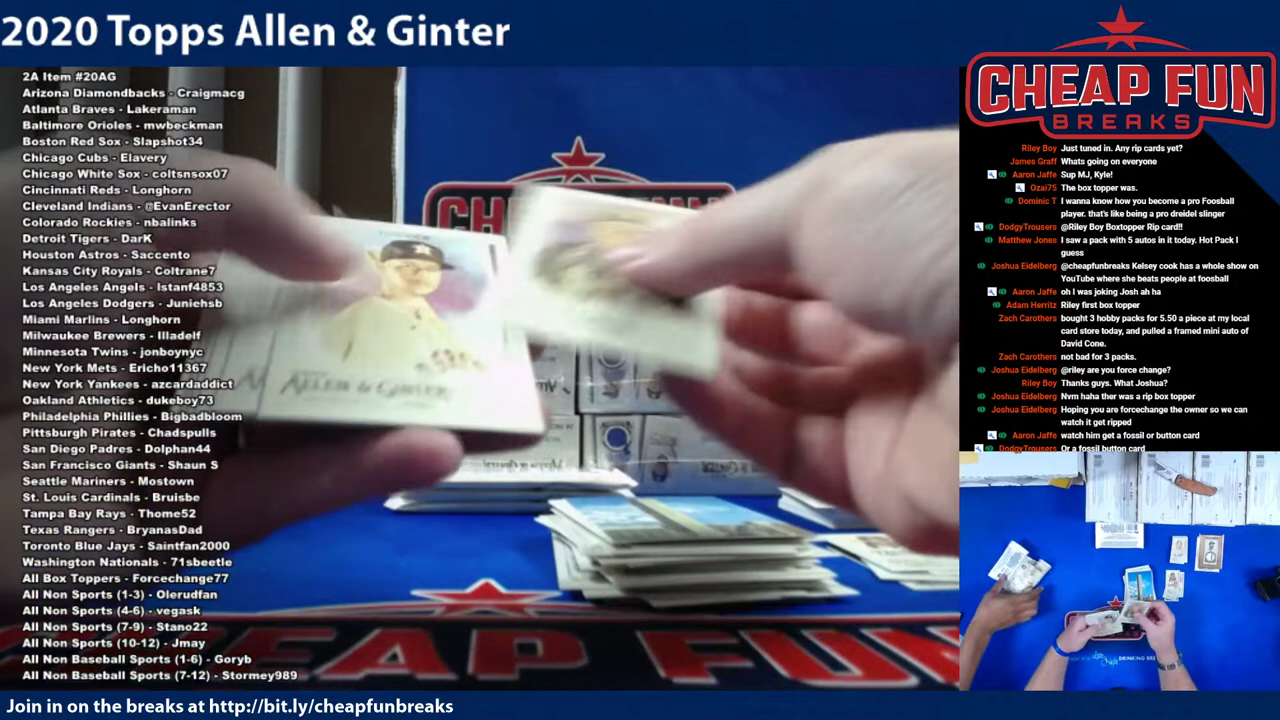 2020 Topps Allen & Ginter
2A Item #20AG
Arizona Diamondbacks - Craigmacg
Atlanta Braves - Lakeraman
Baltimore Orioles - mwbeckman
Boston Red Sox - Slapshot34
Chicago Cubs - Elavery
Chicago White Sox - coltsnsox07
Cincinnati Reds - Longhorn
Cleveland Indians - @EvanErector
Colorado Rockies - nbalinks
Detroit Tigers - DarK
Houston Astros - Saccento
Kansas City Royals - Coltrane7
Los Angeles Angels - Istanf4853
Los Angeles Dodgers - Juniehsb
Miami Marlins - Longhorn
Milwaukee Brewers - Illadelf
Minnesota Twins - jonboynyc
New York Mets - Ericho11367
New York Yankees - azcardaddict
Oakland Athletics - dukeboy73
Philadelphia Phillies - Bigbadbloom
Pittsburgh Pirates - Chadspulls
San Diego Padres - Dolphan44
San Francisco Giants - Shaun S
Seattle Mariners - Mostown
St. Louis Cardinals - Bruisbe
Tampa Bay Rays - Thome52
Texas Rangers - BryanasDad
Toronto Blue Jays - Saintfan2000
Washington Nationals - 71sbeetle
All Box Toppers - Forcechange77
All Non Sports (1-3) - Olerudfan
All Non Sports (4-6) - vegask
All Non Sports (7-9) - Stano22
All Non Sports (10-12) - Jmay
All Non Baseball Sports (1-6) - Goryb
All Non Baseball Sports (7-12) - Stormey989
ALLEN & GINTER
CHEAP FUN
CHEAP FUN
BREAKS
Riley Boy Just tuned in. Any rip cards yet?
James Graff Whats going on everyone
Aaron Jaffe Sup MJ, Kyle!
Ozai75 The box topper was.
Dominic T I wanna know how you become a pro Foosball
player. that's like being a pro dreidel slinger
DodgyTrousers @Riley Boy Boxtopper Rip card!!
Matthew Jones I saw a pack with 5 autos in it today. Hot Pack I
guess
Joshua Eidelberg @cheapfunbreaks Kelsey cook has a whole show on
YouTube where she beats people at foosball
Aaron Jaffe oh I was joking Josh ah ha
Adam Herritz Riley first box topper
Zach Carothers bought 3 hobby packs for 5.50 a piece at my local
card store today, and pulled a framed mini auto of
David Cone.
Zach Carothers not bad for 3 packs.
Joshua Eidelberg @riley are you force change?
Riley Boy Thanks guys. What Joshua?
Joshua Eidelberg Nvm haha ther was a rip box topper
Joshua Eidelberg Hoping you are forcechange the owner so we can
watch it get ripped
Aaron Jaffe watch him get a fossil or button card
DodgyTrousers Or a fossil button card
Join in on the breaks at http://bit.ly/cheapfunbreaks